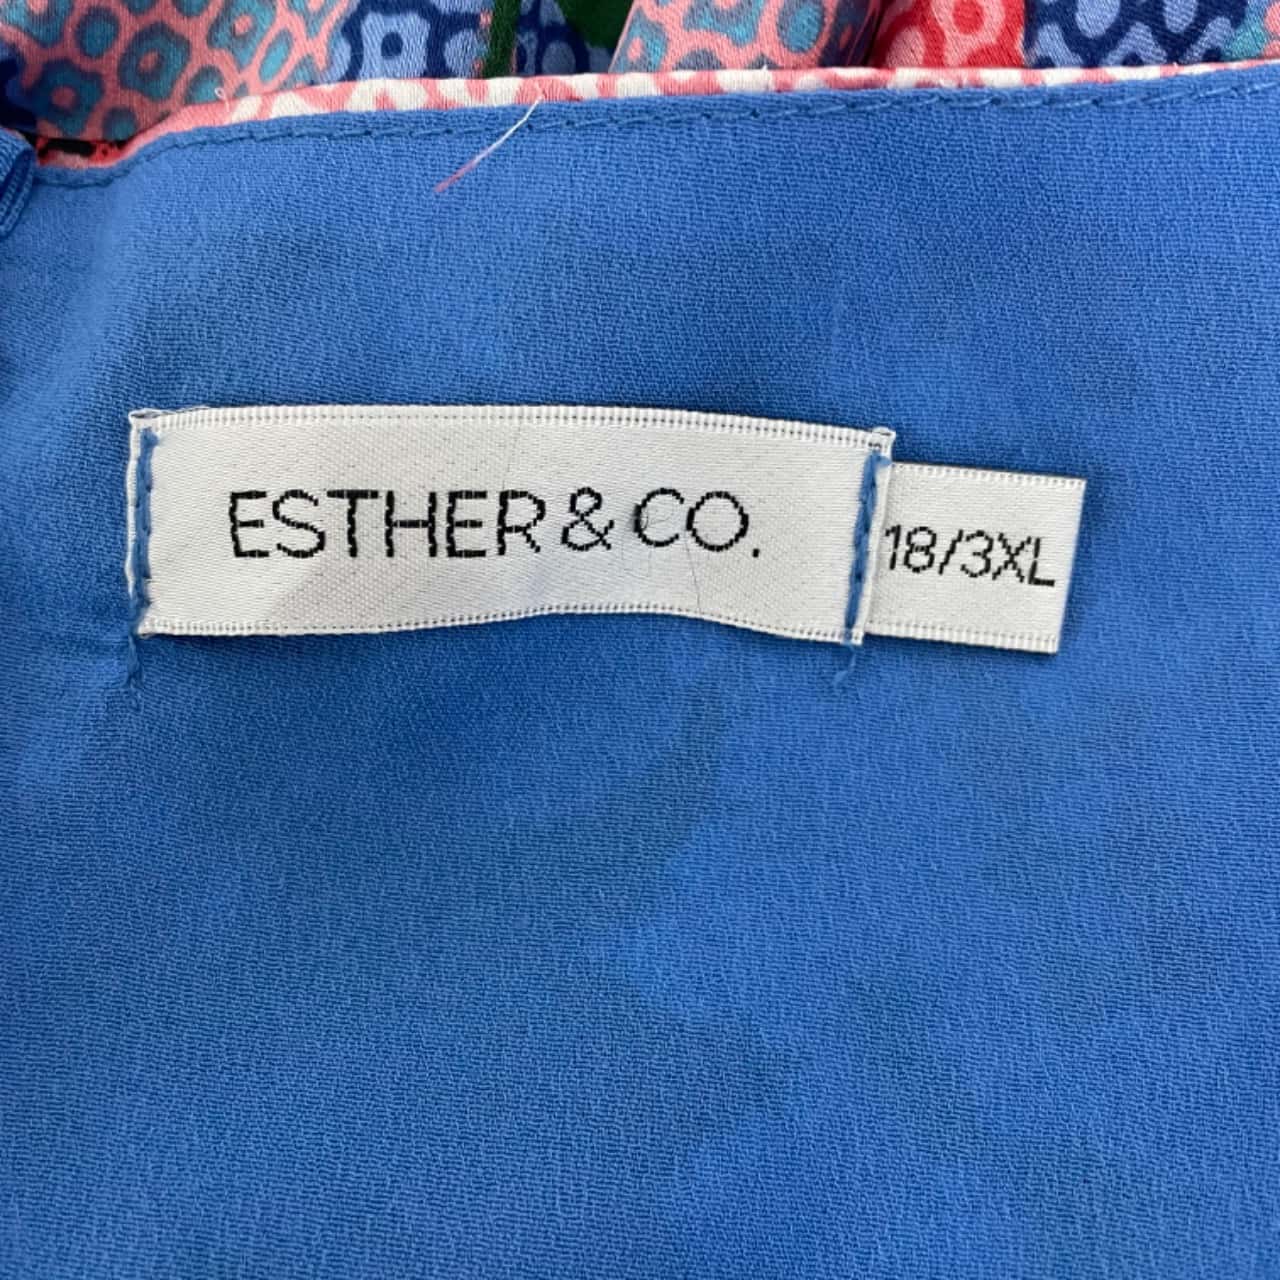 ESTHER & CO.
18/3XL